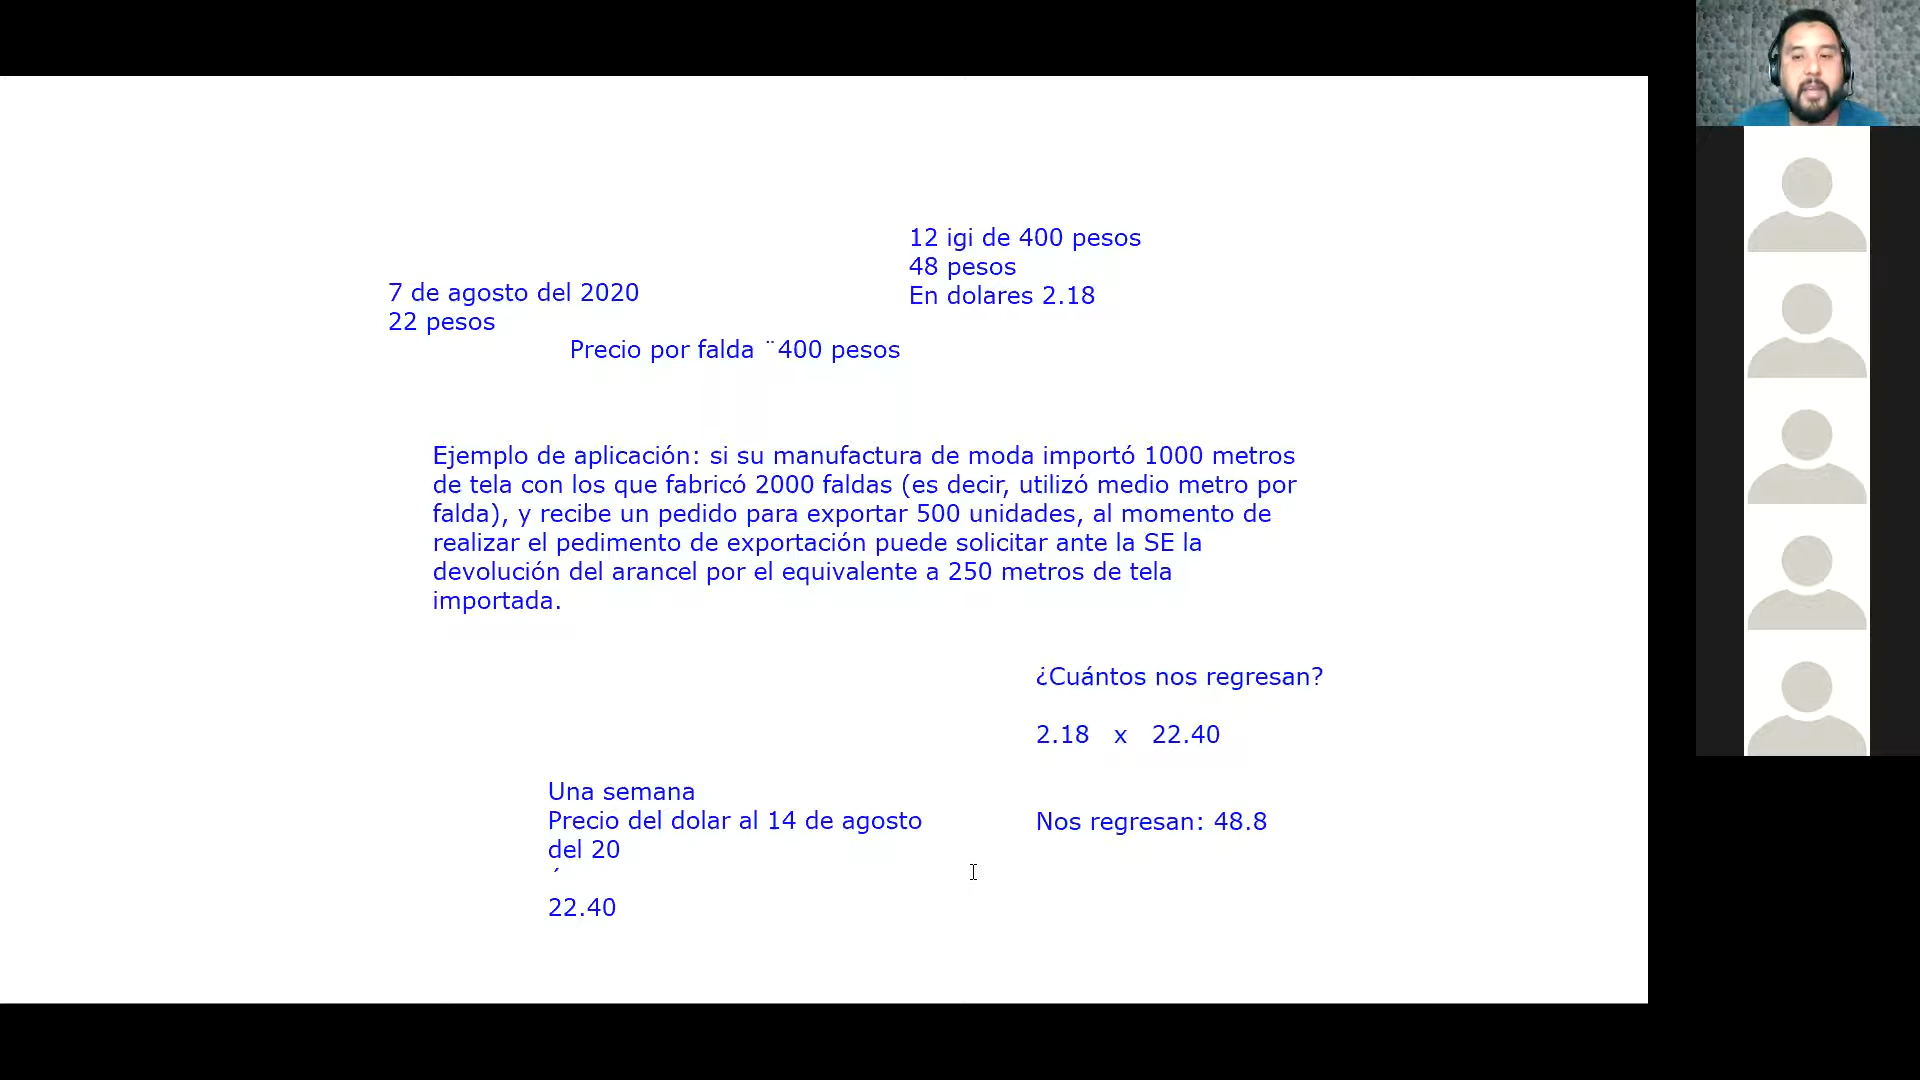 12 igi de 400 pesos
48 pesos
En dolares 2.18
7 de agosto del 2020
22 pesos
Precio por falda ¨400 pesos
Ejemplo de aplicación: si su manufactura de moda importó 1000 metros
de tela con los que fabricó 2000 faldas (es decir, utilizó medio metro por
falda), y recibe un pedido para exportar 500 unidades, al momento de
realizar el pedimento de exportación puede solicitar ante la SE la
devolución del arancel por el equivalente a 250 metros de tela
importada.
¿Cuántos nos regresan?
2.18 x 22.40
Nos regresan: 48.8
Una semana
Precio del dolar al 14 de agosto
del 20
´
22.40